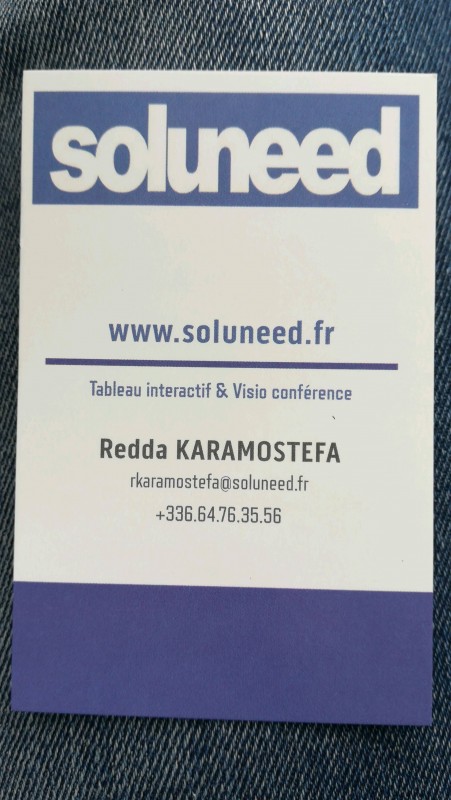 soluneed
www.soluneed.fr
Tableau interactif & Visio conférence
Redda KARAMOSTEFA
rkaramostefa@soluneed.fr
+336.64.76.35.56